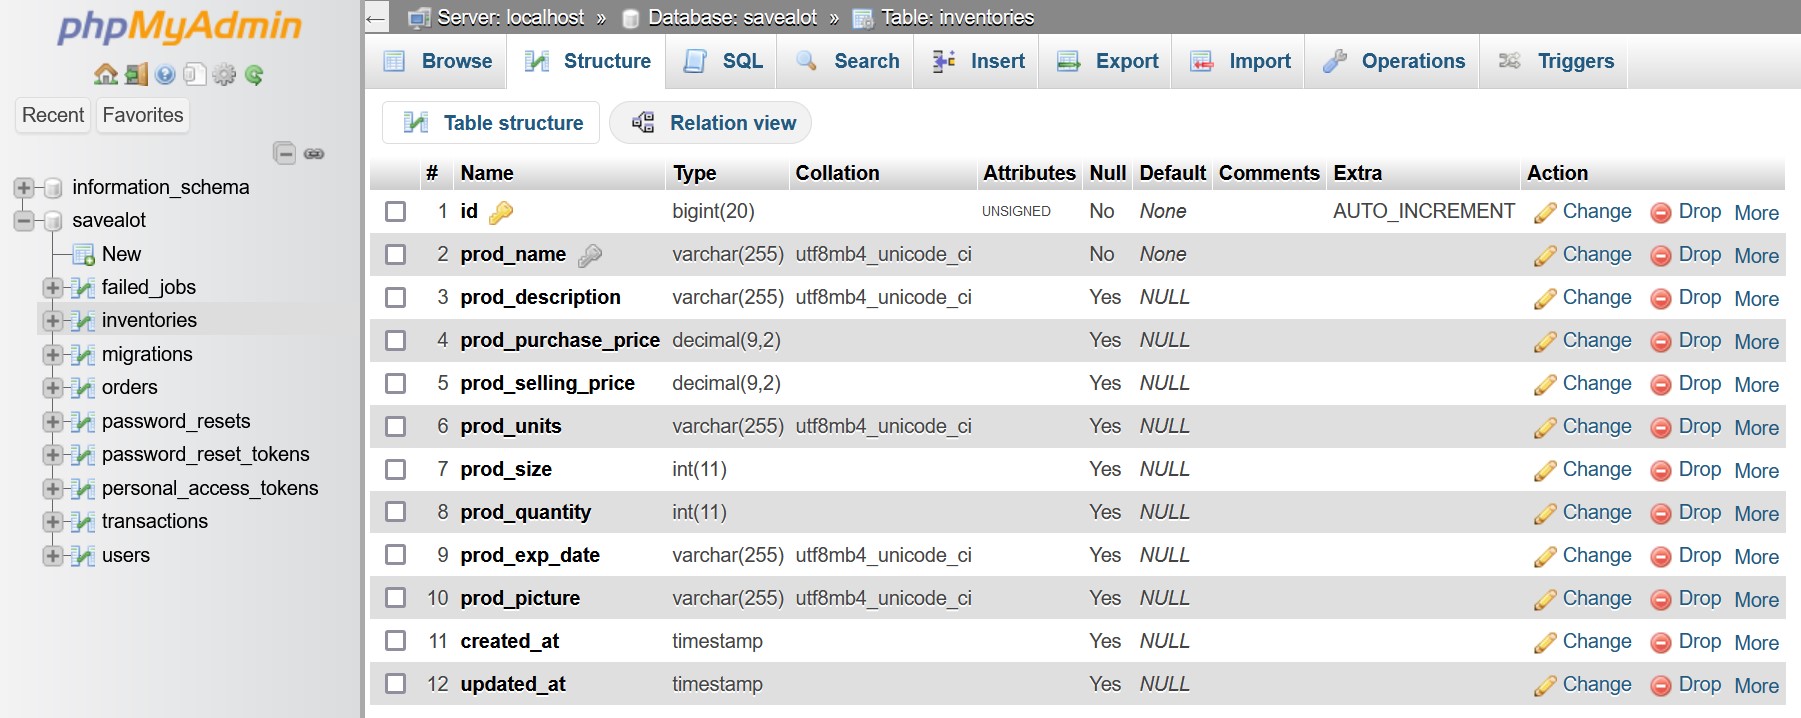 phpMyAdmin
Recent Favorites
information_schema
savealot
New
failed_jobs
inventories
migrations
orders
password_resets
password_reset_tokens
personal_access_tokens
transactions
users
Server: localhost » Database: savealot » Table: inventories
Browse Structure SQL Search Insert Export Import Operations Triggers
Table structure Relation view
# Name Type Collation Attributes Null Default Comments Extra Action
1 id bigint(20) UNSIGNED No None AUTO_INCREMENT Change Drop More
2 prod_name varchar(255) utf8mb4_unicode_ci No None Change Drop More
3 prod_description varchar(255) utf8mb4_unicode_ci Yes NULL Change Drop More
4 prod_purchase_price decimal(9,2) Yes NULL Change Drop More
5 prod_selling_price decimal(9,2) Yes NULL Change Drop More
6 prod_units varchar(255) utf8mb4_unicode_ci Yes NULL Change Drop More
7 prod_size int(11) Yes NULL Change Drop More
8 prod_quantity int(11) Yes NULL Change Drop More
9 prod_exp_date varchar(255) utf8mb4_unicode_ci Yes NULL Change Drop More
10 prod_picture varchar(255) utf8mb4_unicode_ci Yes NULL Change Drop More
11 created_at timestamp Yes NULL Change Drop More
12 updated_at timestamp Yes NULL Change Drop More